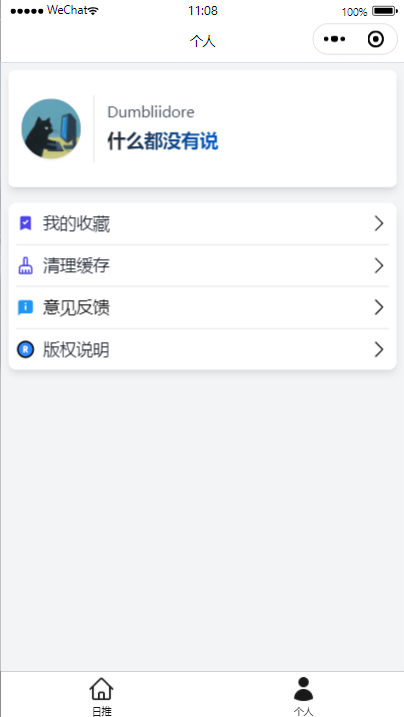 WeChat 11:08 100%
个人
Dumbliidore
什么都没有说
我的收藏
清理缓存
意见反馈
R 版权说明
日推 个人